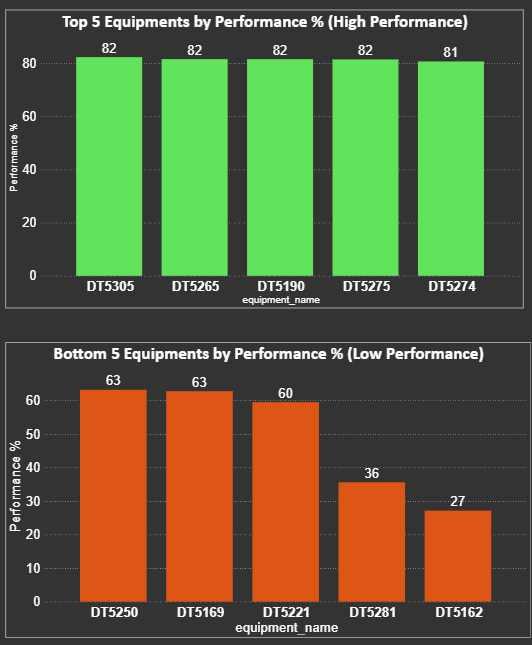 Top 5 Equipments by Performance % (High Performance)
82 82 82 82 81
80
60
40
20
0
Performance %
DT5305 DT5265 DT5190 DT5275 DT5274
equipment_name
Bottom 5 Equipments by Performance % (Low Performance)
63 63 60 36 27
60
50
40
30
20
10
0
Performance %
DT5250 DT5169 DT5221 DT5281 DT5162
equipment_name